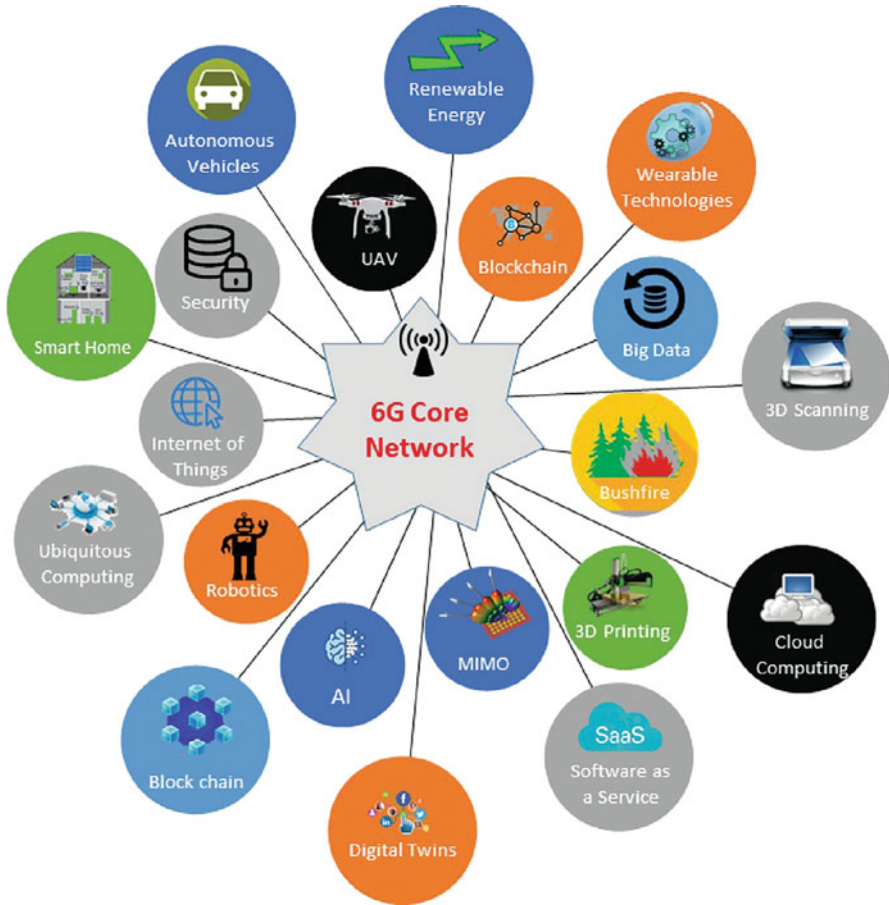 Renewable
Energy
Autonomous
Vehicles
Wearable
Technologies
UAV
Blockchain
Security
Smart Home
Big Data
3D Scanning
6G Core
Network
Internet of
Things
Bushfire
Ubiquitous
Computing
Robotics
3D Printing
Cloud
Computing
MIMO
AI
SaaS
Software as
a Service
Block chain
Digital Twins